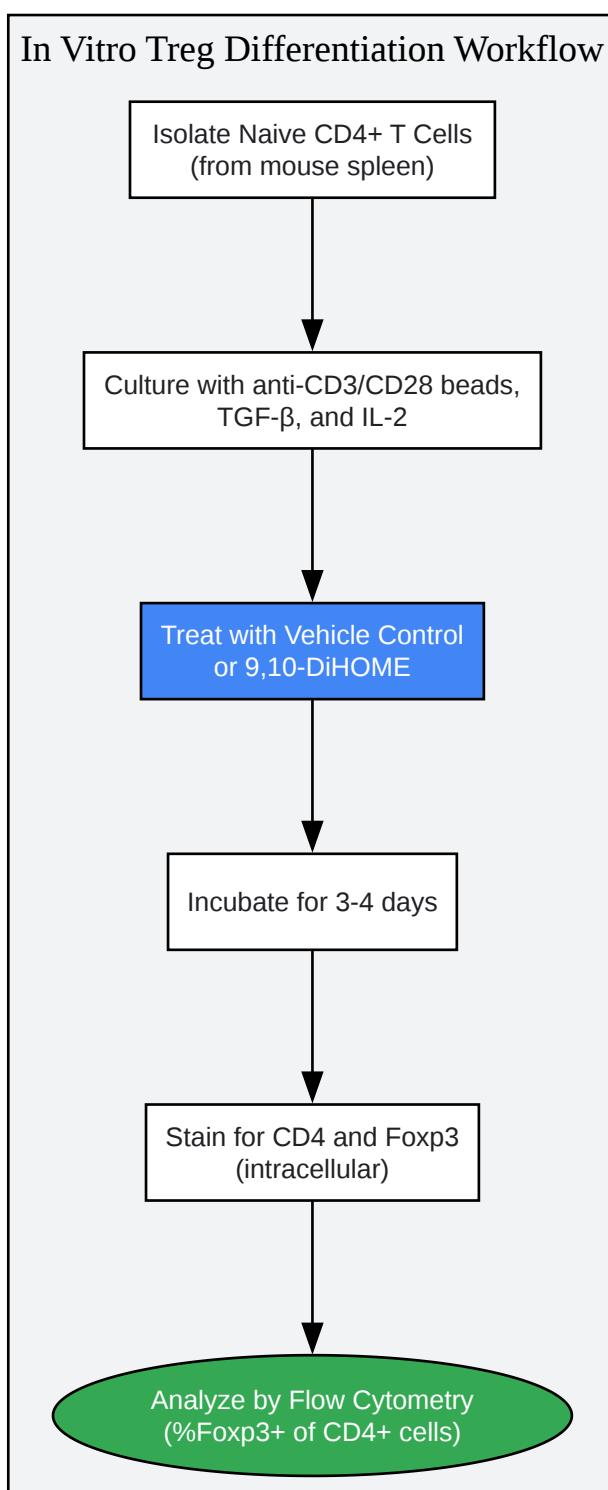 In Vitro Treg Differentiation Workflow
Isolate Naive CD4+ T Cells
(from mouse spleen)
Culture with anti-CD3/CD28 beads,
TGF-β, and IL-2
Treat with Vehicle Control
or 9,10-DiHOME
Incubate for 3-4 days
Stain for CD4 and Foxp3
(intracellular)
Analyze by Flow Cytometry
(%Foxp3+ of CD4+ cells)